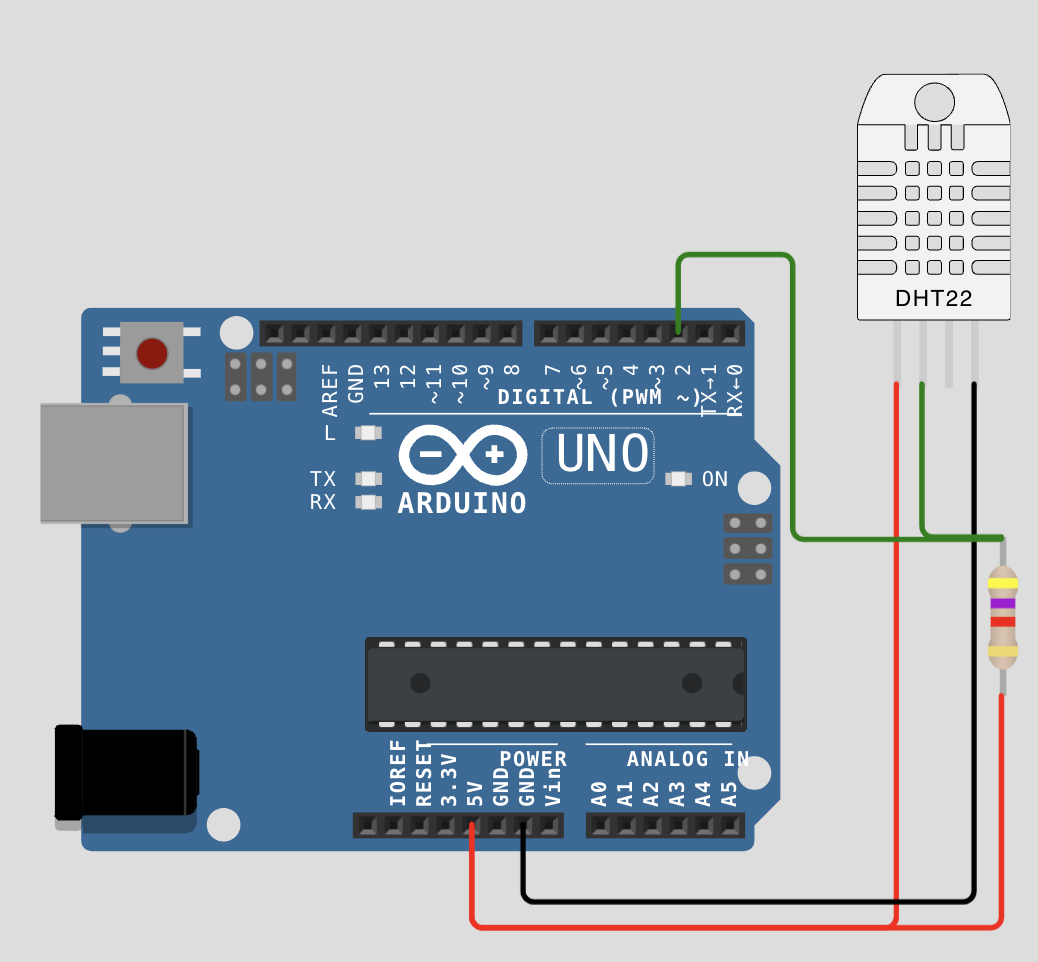 DHT22
AREF
GND
13
12
~11
~10
~9
8
7
~6
~5
4
~3
2
TX→1
RX←0
DIGITAL (PWM ~)
L
TX
RX
UNO
ON
ARDUINO
POWER
ANALOG IN
IOREF
RESET
3.3V
5V
GND
GND
Vin
A0
A1
A2
A3
A4
A5